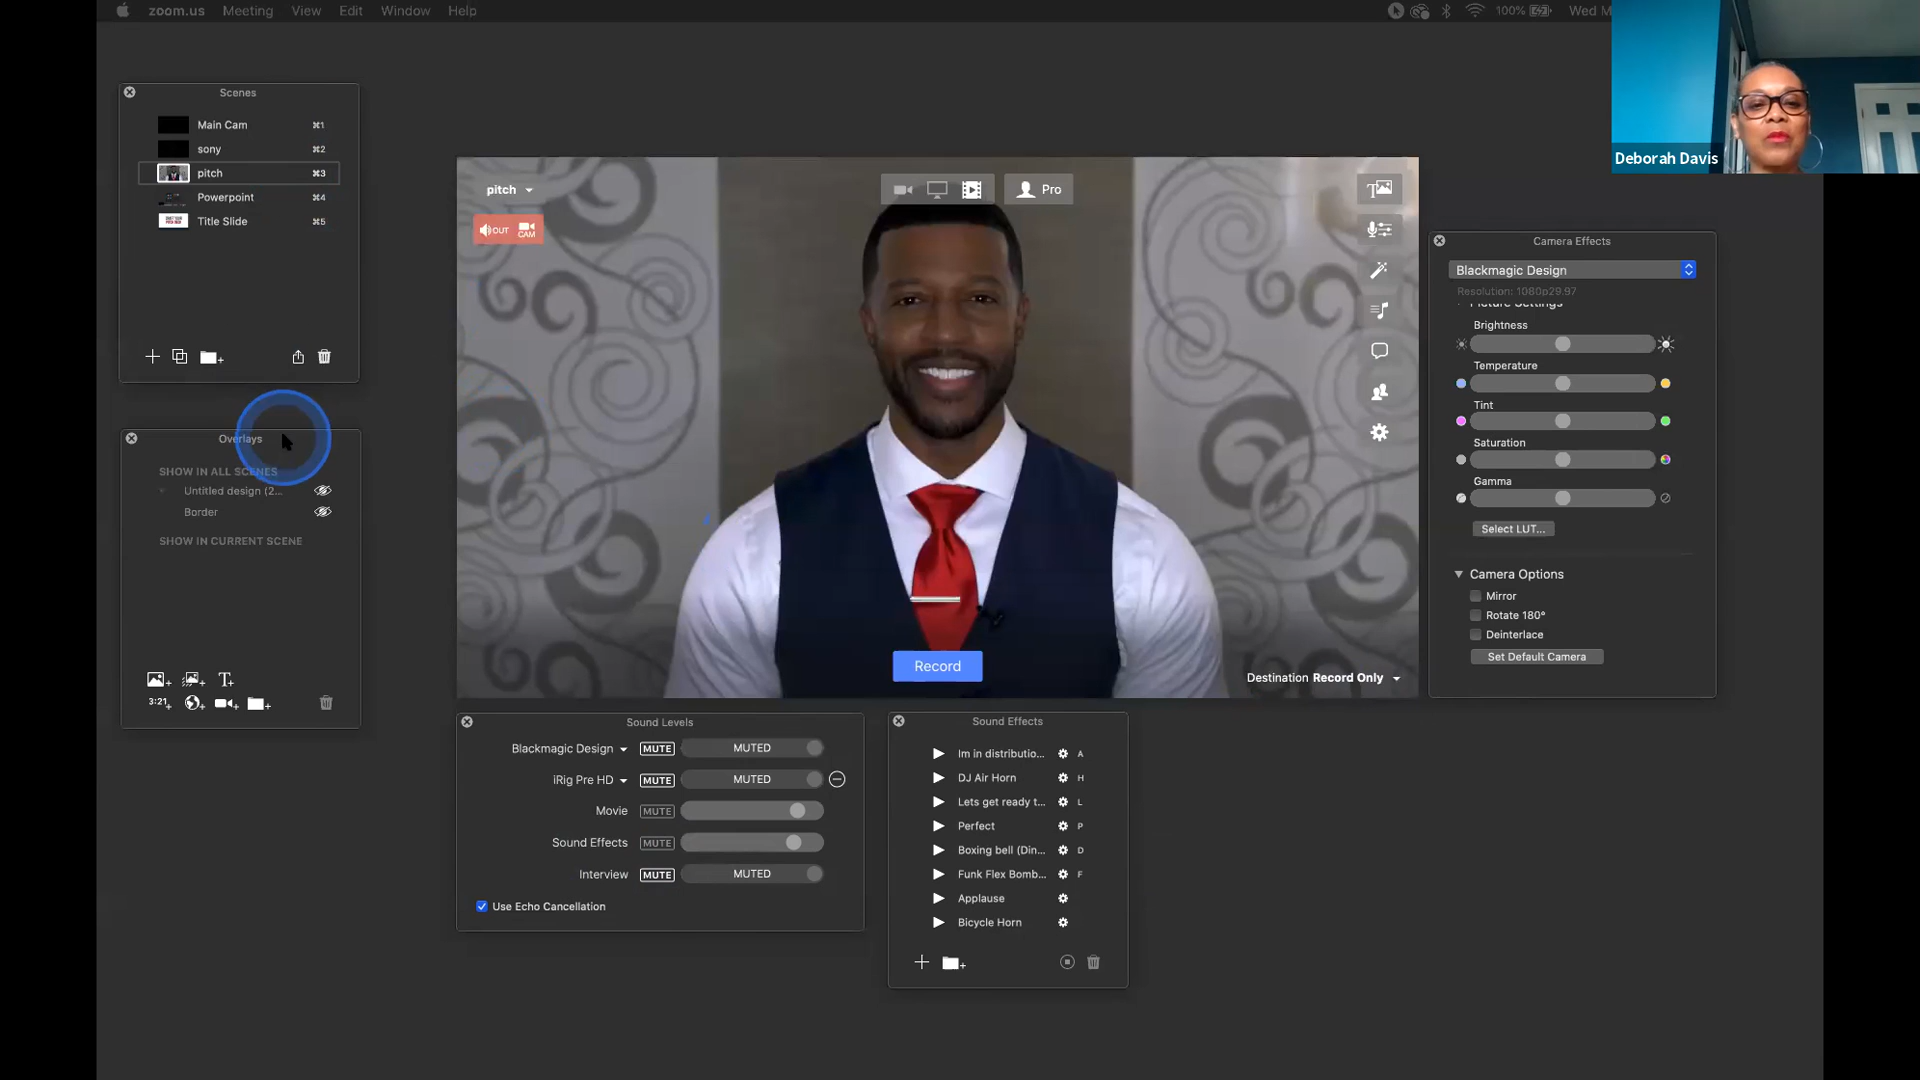 zoom.us Meeting View Edit Window Help
100% Wed M
Deborah Davis
Scenes
Main Cam ⌘1
sony ⌘2
pitch ⌘3
Powerpoint ⌘4
Title Slide ⌘5
Overlays
SHOW IN ALL SCENES
Untitled design (2...
Border
SHOW IN CURRENT SCENE
3:21+
pitch
Pro
OUT CAM
Record
Destination Record Only
Camera Effects
Blackmagic Design
Resolution: 1080p29.97
Picture Settings
Brightness
Temperature
Tint
Saturation
Gamma
Select LUT...
Camera Options
Mirror
Rotate 180°
Deinterlace
Set Default Camera
Sound Levels
Blackmagic Design MUTE MUTED
iRig Pre HD MUTE MUTED
Movie MUTE
Sound Effects MUTE
Interview MUTE MUTED
Use Echo Cancellation
Sound Effects
Im in distributio... A
DJ Air Horn H
Lets get ready t... L
Perfect P
Boxing bell (Din... D
Funk Flex Bomb... F
Applause
Bicycle Horn